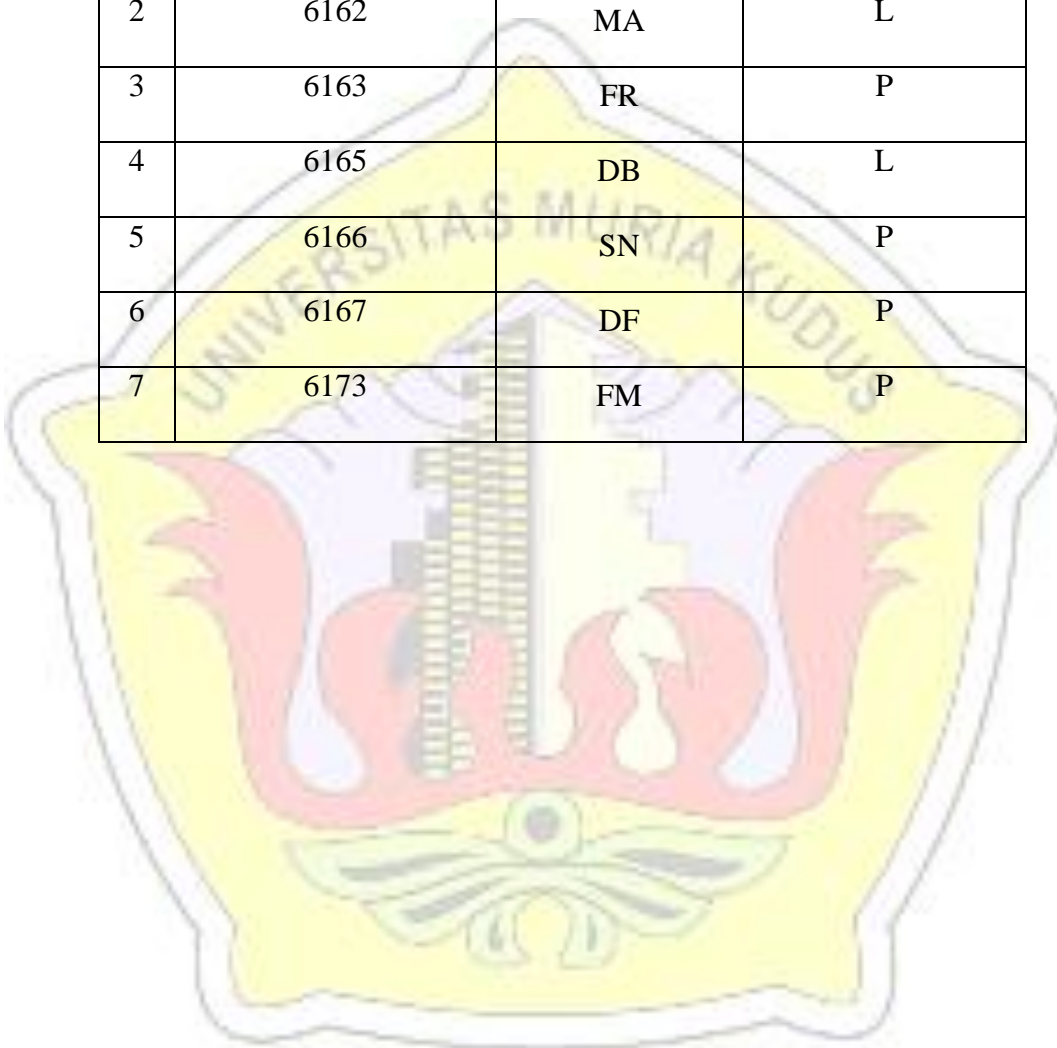 2 6162 MA L
3 6163 FR P
4 6165 DB L
5 6166 SN P
6 6167 DF P
7 6173 FM P
UNIVERSITAS MURIA KUDUS